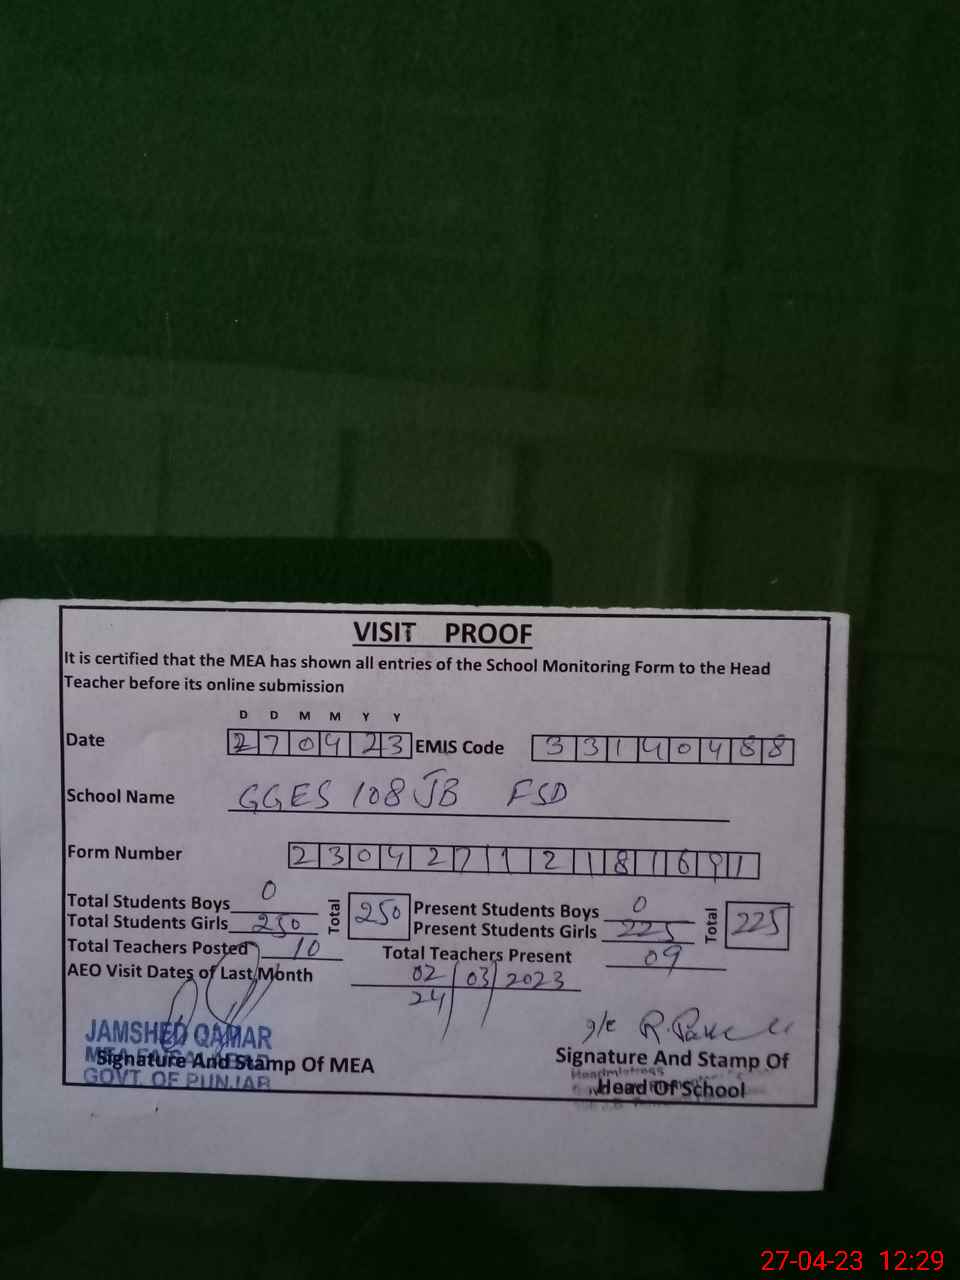 VISIT PROOF
It is certified that the MEA has shown all entries of the School Monitoring Form to the Head
Teacher before its online submission
D D M M Y Y
Date 2 7 0 4 2 3 EMIS Code 3 3 1 4 0 4 8 8
School Name GGES 108 JB FSD
Form Number 2 3 0 4 2 7 1 2 1 8 1 6 9 1
Total Students Boys 0 Total 250 Present Students Boys 0 Total 225
Total Students Girls 250 Present Students Girls 225
Total Teachers Posted 10 Total Teachers Present 09
AEO Visit Dates of Last Month 02/03/2023
24
JAMSHED QAMAR
Signature And Stamp Of MEA
GOVT. OF PUNJAB
Signature And Stamp Of
Headmistress
Head Of School
27-04-23 12:29